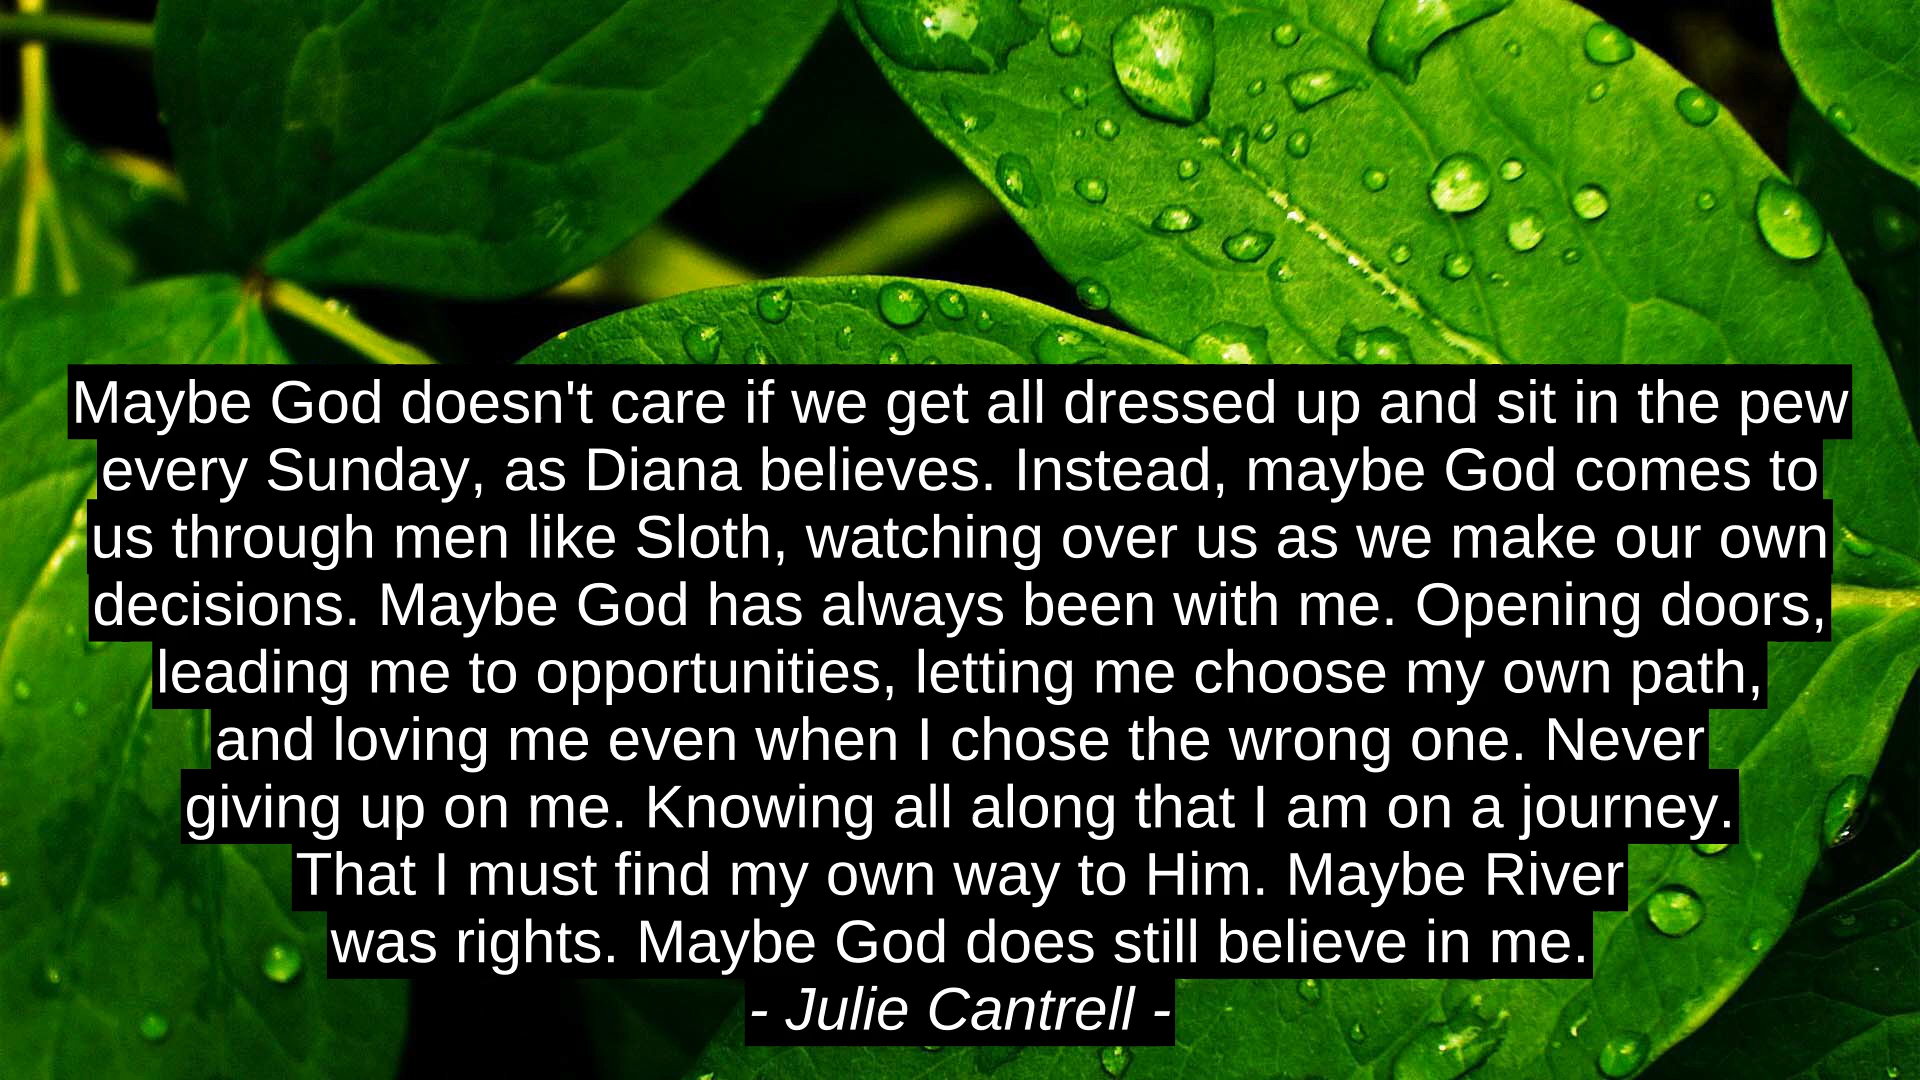 Maybe God doesn't care if we get all dressed up and sit in the pew
every Sunday, as Diana believes. Instead, maybe God comes to
us through men like Sloth, watching over us as we make our own
decisions. Maybe God has always been with me. Opening doors,
leading me to opportunities, letting me choose my own path,
and loving me even when I chose the wrong one. Never
giving up on me. Knowing all along that I am on a journey.
That I must find my own way to Him. Maybe River
was rights. Maybe God does still believe in me.
- Julie Cantrell -